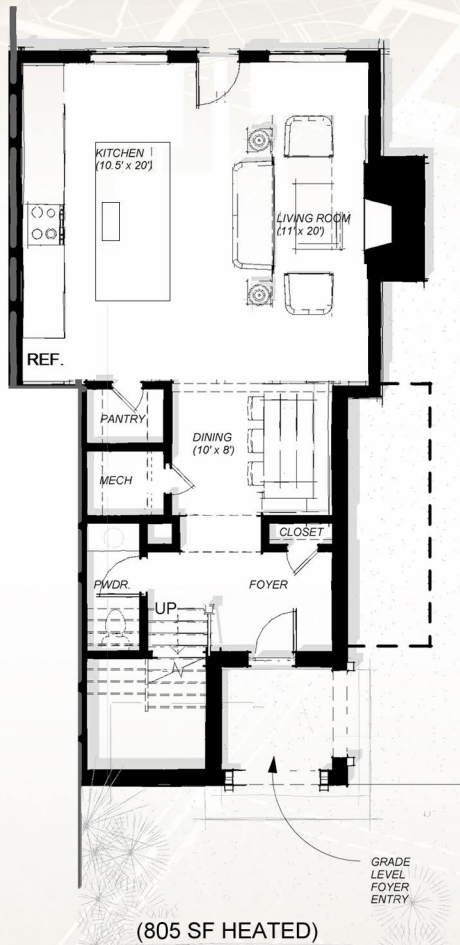 KITCHEN
(10.5' x 20')
LIVING ROOM
(11' x 20')
REF.
PANTRY
DINING
(10' x 8')
MECH
CLOSET
PWDR.
FOYER
UP
GRADE
LEVEL
FOYER
ENTRY
(805 SF HEATED)